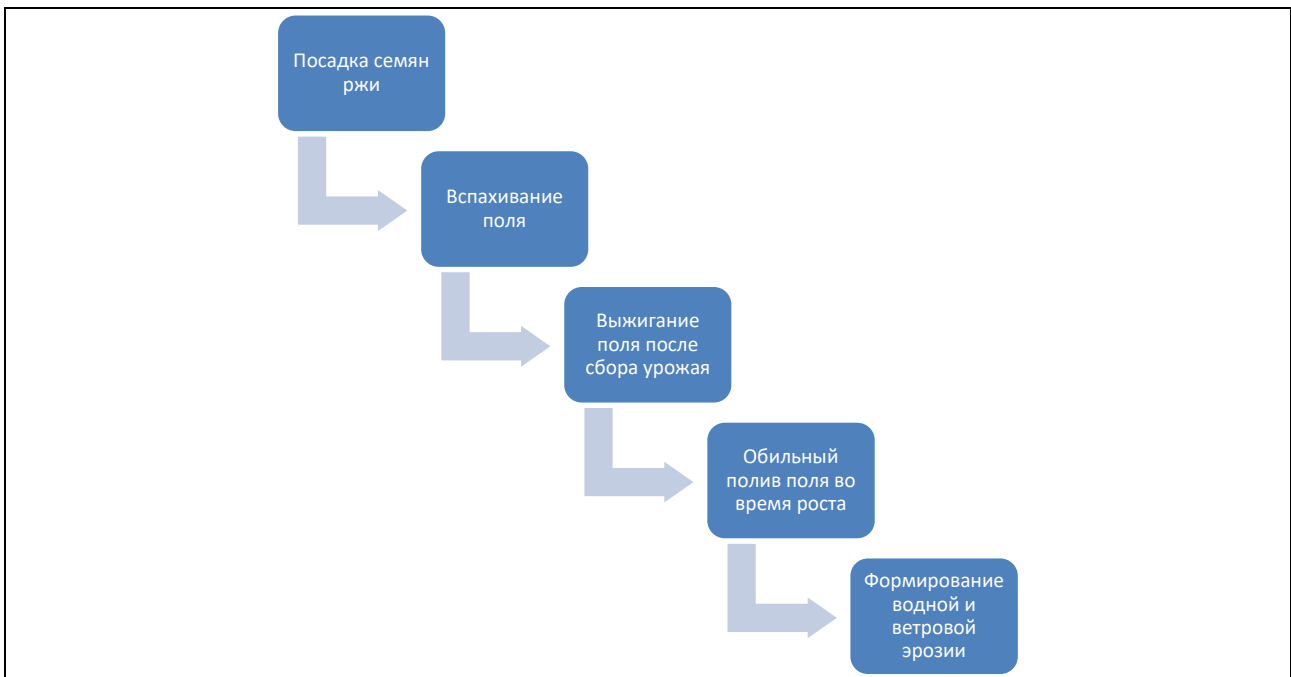 Посадка семян
ржи
Вспахивание
поля
Выжигание
поля после
сбора урожая
Обильный
полив поля во
время роста
Формирование
водной и
ветровой
эрозии